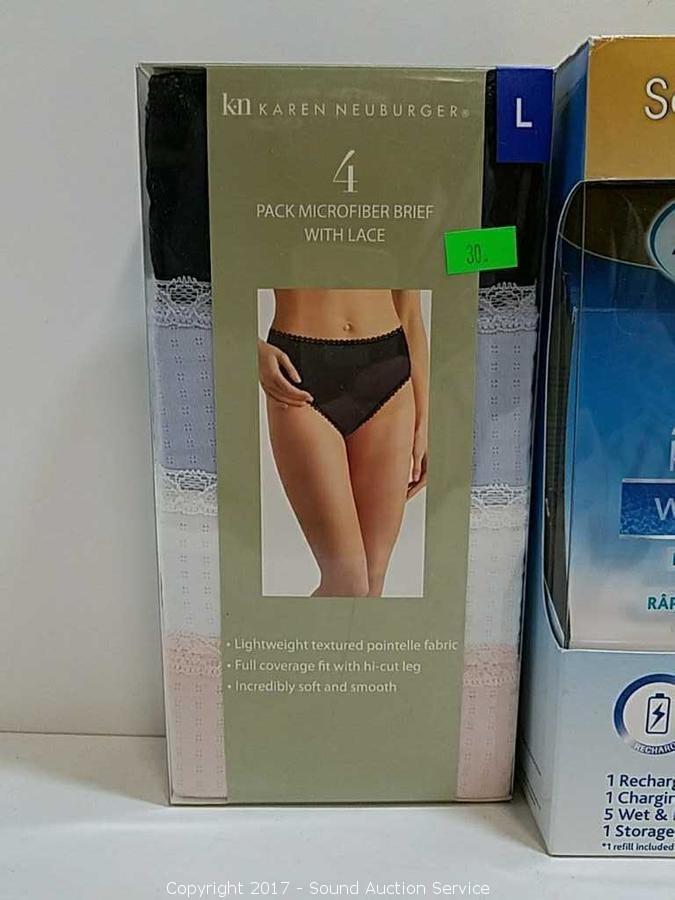 kn KAREN NEUBURGER®
L
4
PACK MICROFIBER BRIEF
WITH LACE
30.
• Lightweight textured pointelle fabric
• Full coverage fit with hi-cut leg
• Incredibly soft and smooth
RECHARG
1 Recharg
1 Chargin
5 Wet &
1 Storage
*1 refill included
Copyright 2017 - Sound Auction Service